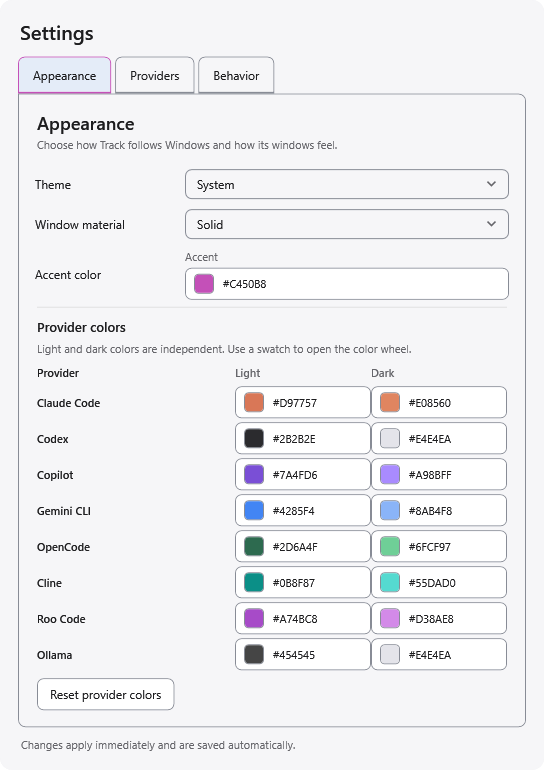 Settings
Appearance Providers Behavior
Appearance
Choose how Track follows Windows and how its windows feel.
Theme System
Window material Solid
Accent
Accent color #C450B8
Provider colors
Light and dark colors are independent. Use a swatch to open the color wheel.
Provider Light Dark
Claude Code #D97757 #E08560
Codex #2B2B2E #E4E4EA
Copilot #7A4FD6 #A98BFF
Gemini CLI #4285F4 #8AB4F8
OpenCode #2D6A4F #6FCF97
Cline #0B8F87 #55DAD0
Roo Code #A74BC8 #D38AE8
Ollama #454545 #E4E4EA
Reset provider colors
Changes apply immediately and are saved automatically.